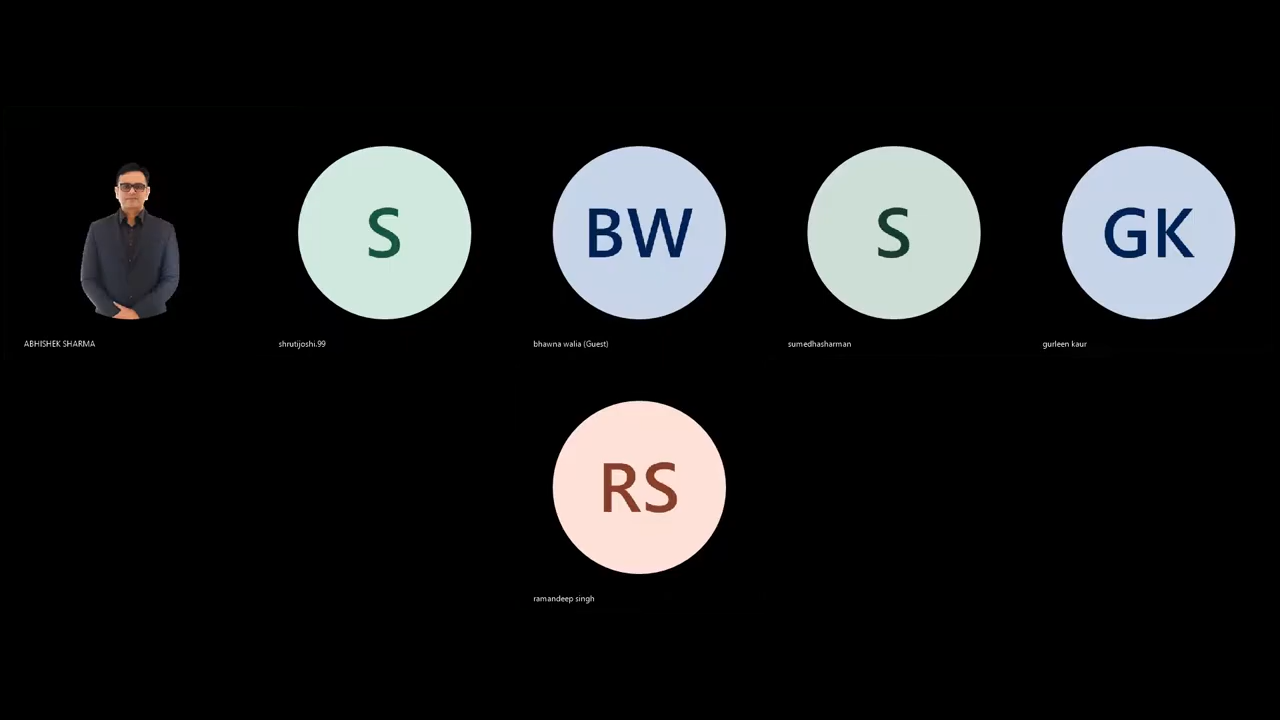 S
BW
S
GK
ABHISHEK SHARMA
shrutijoshi.99
bhawna walia (Guest)
sumedhasharman
gurleen kaur
RS
ramandeep singh